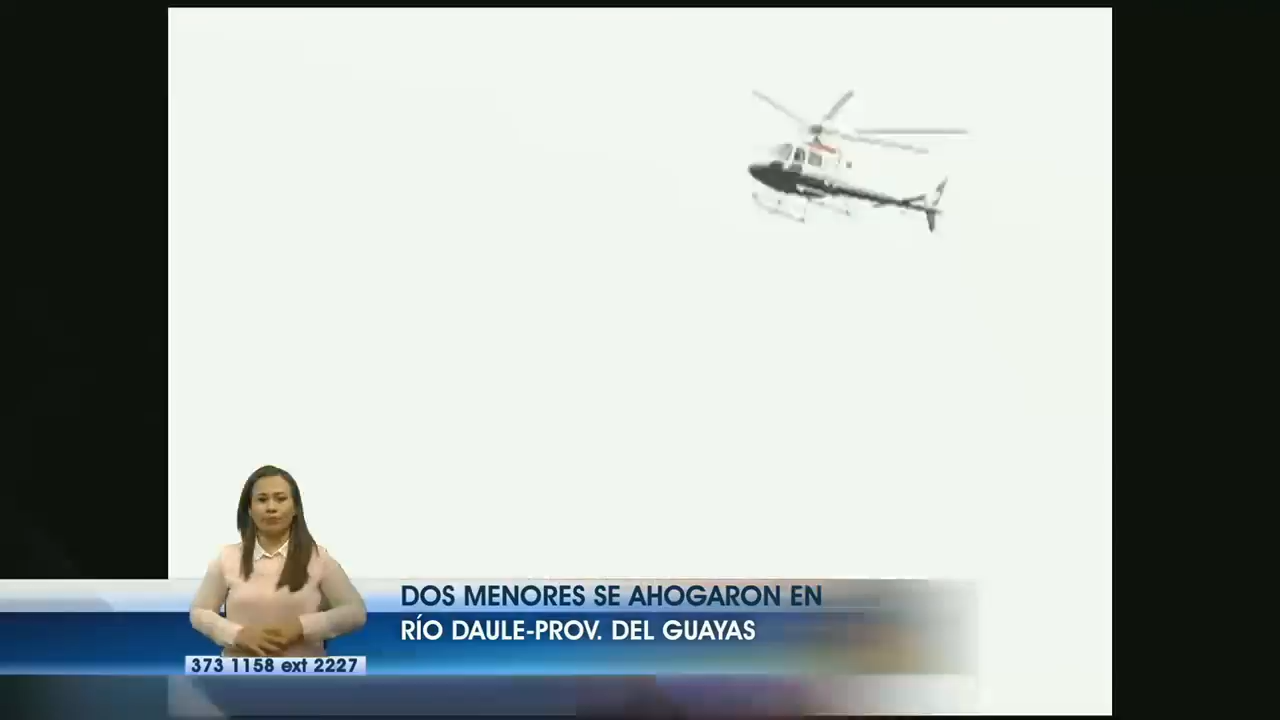 DOS MENORES SE AHOGARON EN
RÍO DAULE-PROV. DEL GUAYAS
373 1158 ext 2227